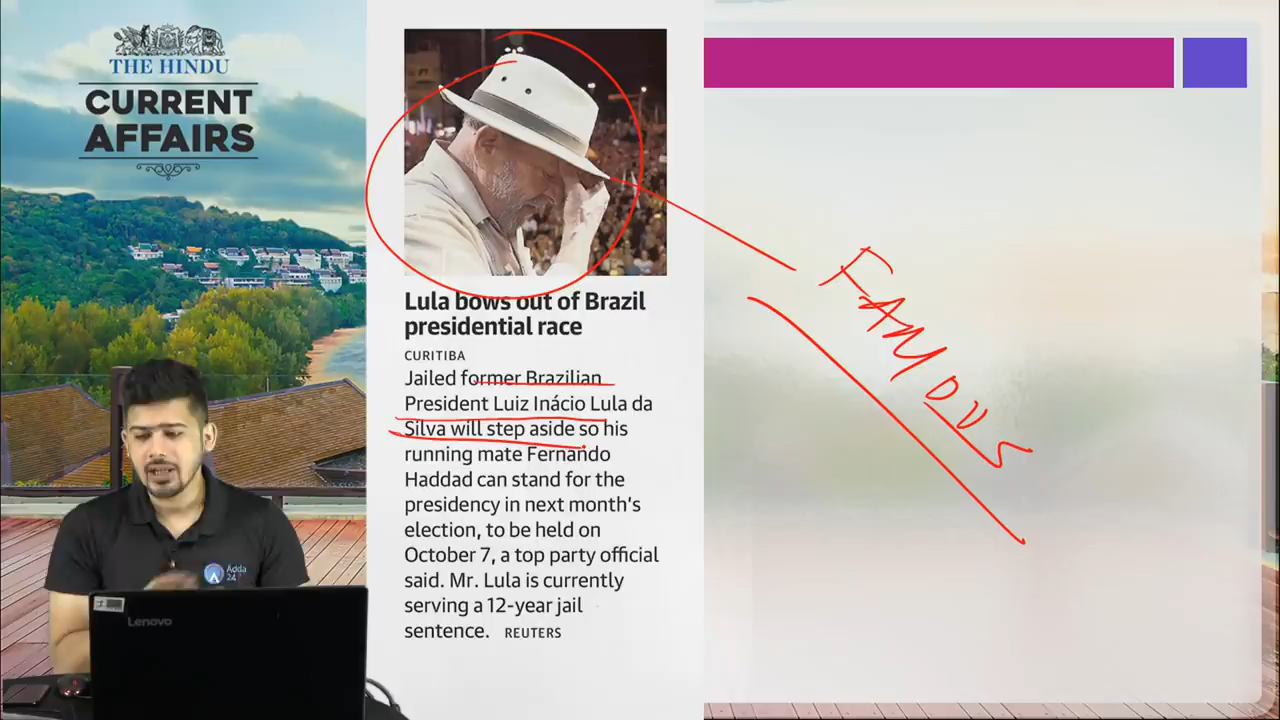 THE HINDU
CURRENT
AFFAIRS
Lula bows out of Brazil
presidential race
CURITIBA
Jailed former Brazilian
President Luiz Inácio Lula da
Silva will step aside so his
running mate Fernando
Haddad can stand for the
presidency in next month's
election, to be held on
October 7, a top party official
said. Mr. Lula is currently
serving a 12-year jail
sentence. REUTERS
FAMOUS
Adda
24
Lenovo